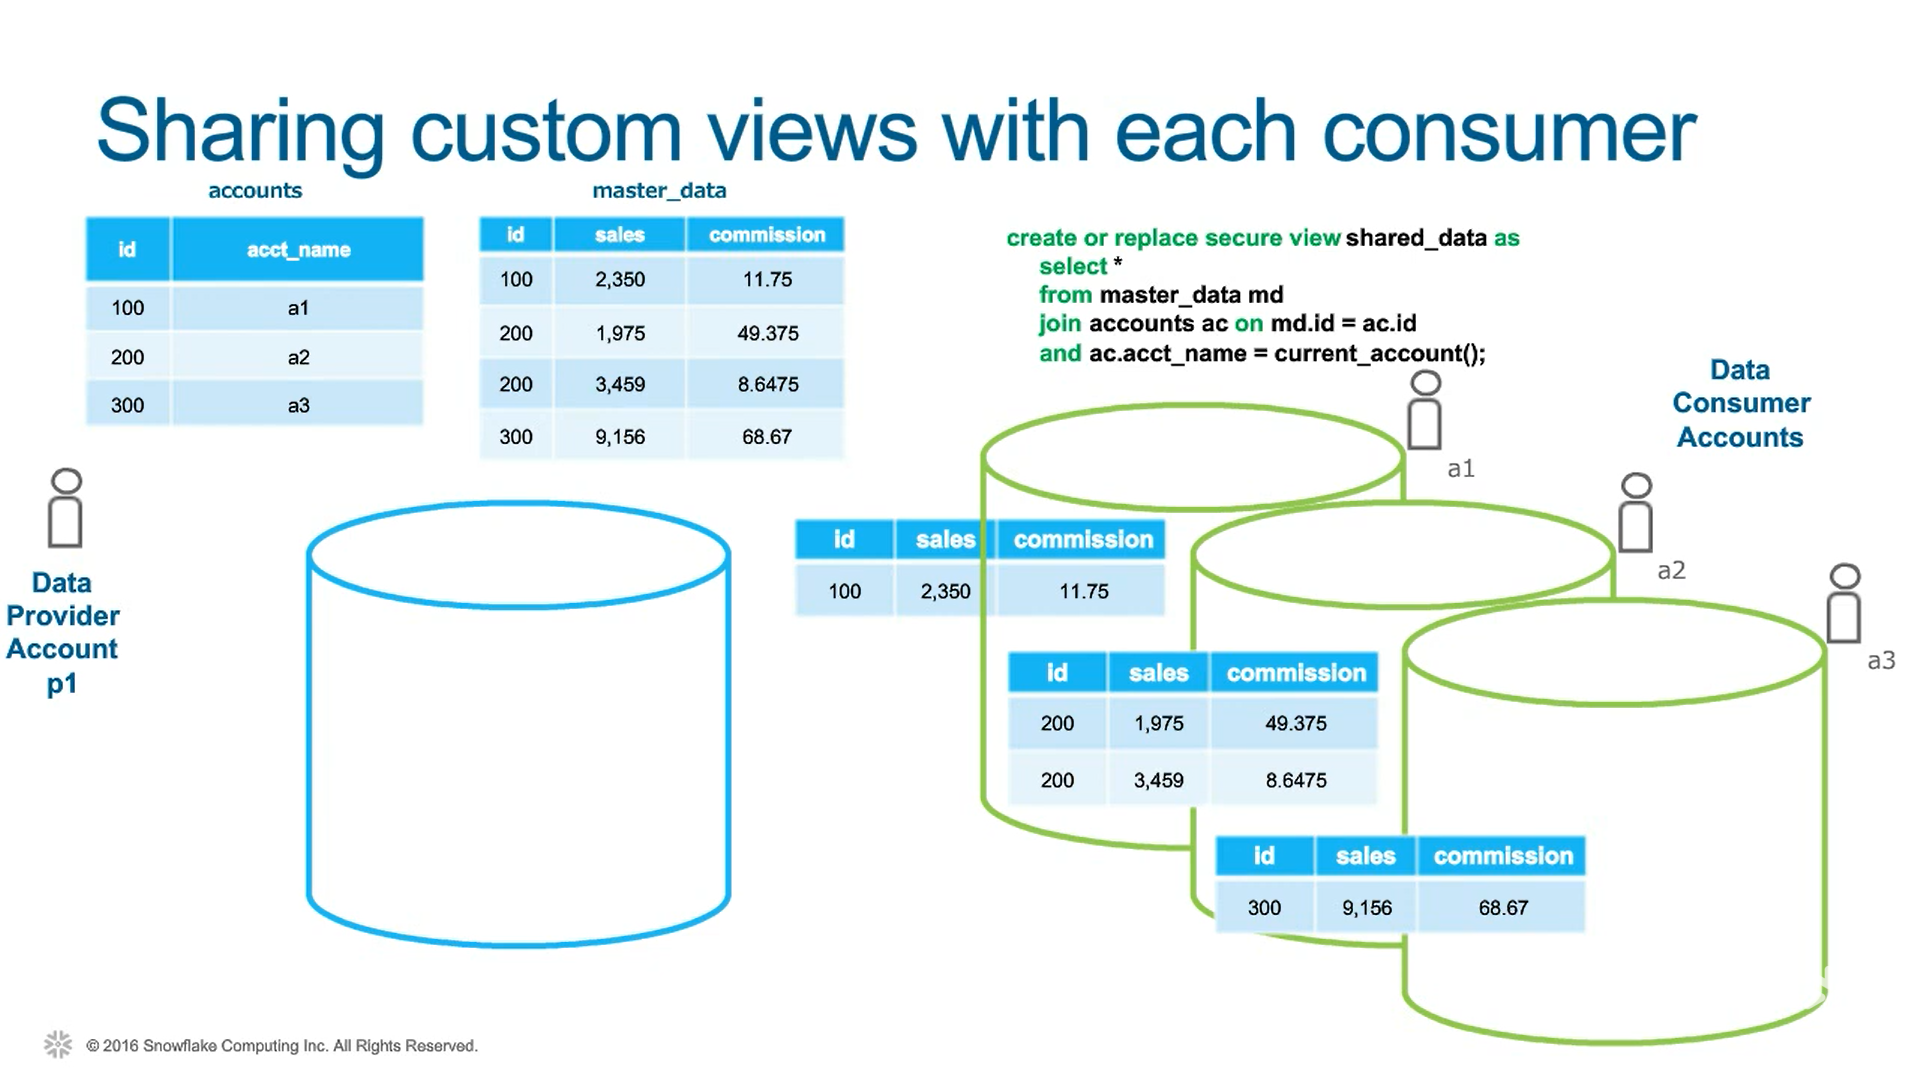 Sharing custom views with each consumer
accounts
id acct_name
100 a1
200 a2
300 a3
master_data
id sales commission
100 2,350 11.75
200 1,975 49.375
200 3,459 8.6475
300 9,156 68.67
create or replace secure view shared_data as
select *
from master_data md
join accounts ac on md.id = ac.id
and ac.acct_name = current_account();
Data
Consumer
Accounts
a1
a2
a3
Data
Provider
Account
p1
id sales commission
100 2,350 11.75
id sales commission
200 1,975 49.375
200 3,459 8.6475
id sales commission
300 9,156 68.67
© 2016 Snowflake Computing Inc. All Rights Reserved.